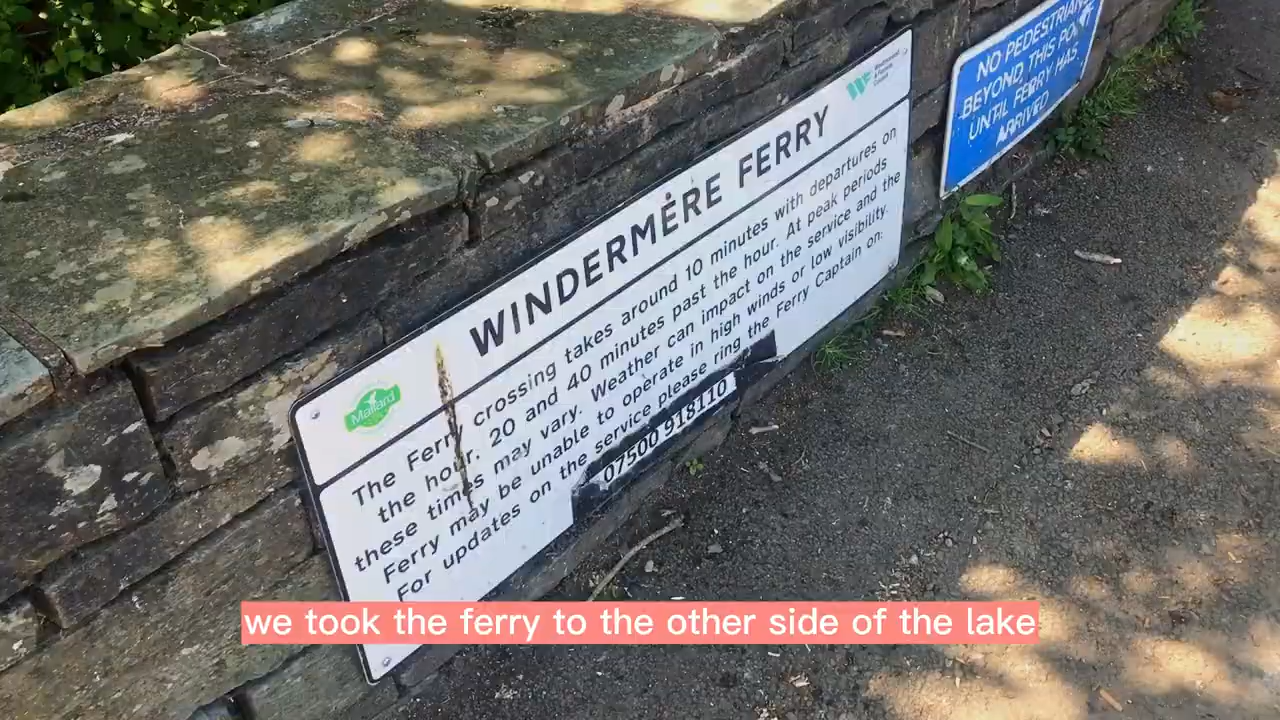 WINDERMERE FERRY
Westmorland
& Furness
Council
Mallard
The Ferry crossing takes around 10 minutes with departures on
the hour, 20 and 40 minutes past the hour. At peak periods
these times may vary. Weather can impact on the service and the
Ferry may be unable to operate in high winds or low visibility.
For updates on the service please ring the Ferry Captain on:
07500 918110
NO PEDESTRIANS
BEYOND THIS POINT
UNTIL FERRY HAS
ARRIVED
we took the ferry to the other side of the lake